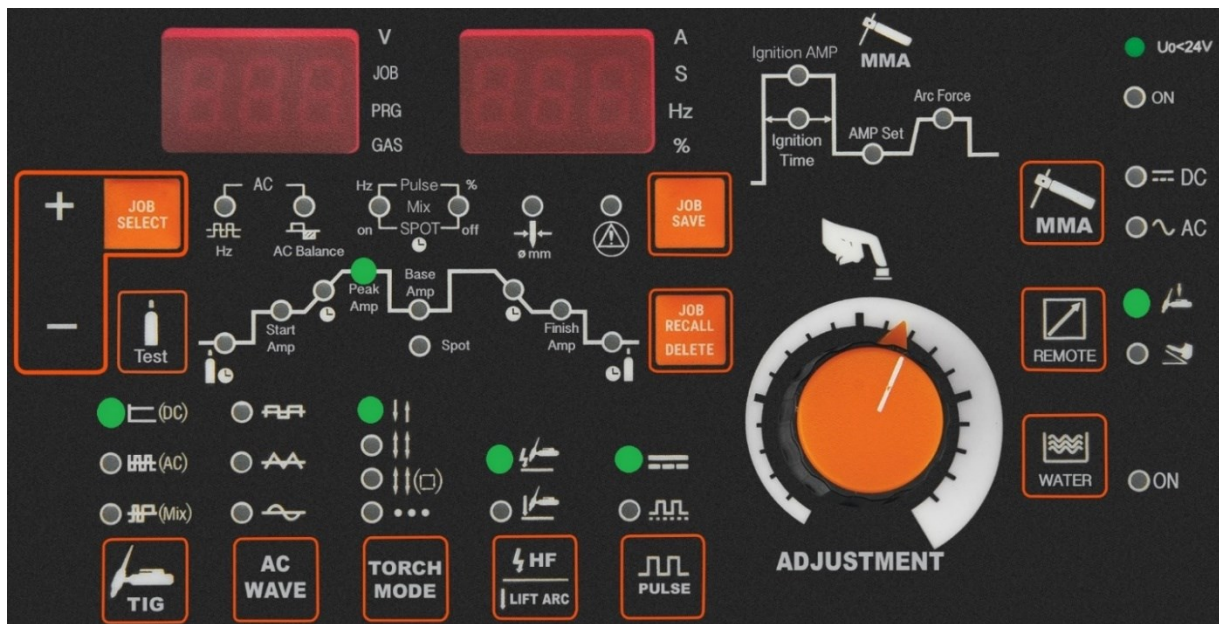 V
JOB
PRG
GAS
A
S
Hz
%
Ignition AMP
MMA
Ignition
Time
AMP Set
Arc Force
Uo<24V
ON
+
-
JOB
SELECT
AC
Hz
AC Balance
Hz
Pulse
%
Mix
on
SPOT
off
ø mm
JOB
SAVE
MMA
DC
AC
Test
Start
Amp
Peak
Amp
Base
Amp
Spot
Finish
Amp
JOB
RECALL
DELETE
REMOTE
(DC)
(AC)
(Mix)
WATER
ON
TIG
AC
WAVE
TORCH
MODE
HF
LIFT ARC
PULSE
ADJUSTMENT